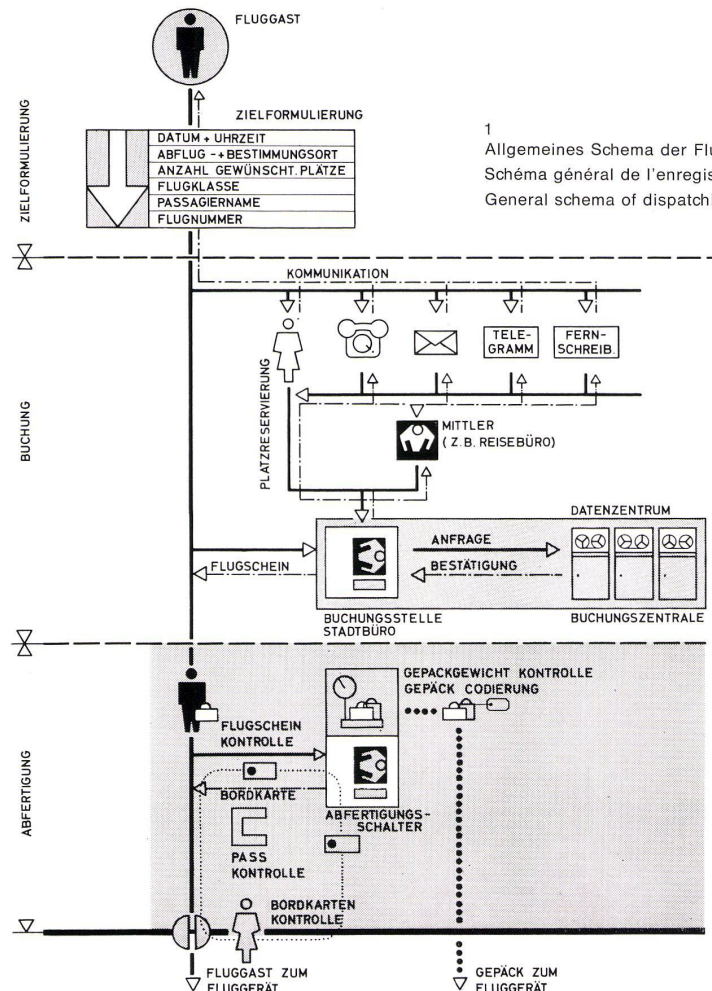 FLUGGAST
ZIELFORMULIERUNG
ZIELFORMULIERUNG
DATUM + UHRZEIT
ABFLUG -+ BESTIMMUNGSORT
ANZAHL GEWÜNSCHT. PLÄTZE
FLUGKLASSE
PASSAGIERNAME
FLUGNUMMER
1
Allgemeines Schema der Flu
Schéma général de l'enregis
General schema of dispatchi
BUCHUNG
KOMMUNIKATION
PLATZRESERVIERUNG
TELE-
GRAMM
FERN-
SCHREIB.
MITTLER
(Z.B. REISEBÜRO)
DATENZENTRUM
FLUGSCHEIN
ANFRAGE
BESTÄTIGUNG
BUCHUNGSSTELLE
STADTBÜRO
BUCHUNGSZENTRALE
ABFERTIGUNG
GEPACKGEWICHT KONTROLLE
GEPÄCK CODIERUNG
FLUGSCHEIN
KONTROLLE
BORDKARTE
ABFERTIGUNGS-
SCHALTER
PASS
KONTROLLE
BORDKARTEN
KONTROLLE
FLUGGAST ZUM
FLUGGERÄT
GEPÄCK ZUM
FLUGGERÄT